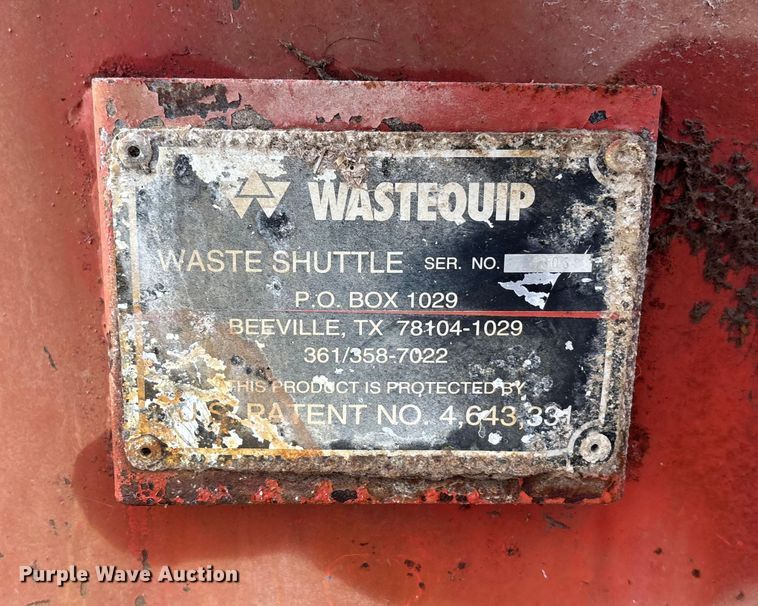 WASTEQUIP
WASTE SHUTTLE SER. NO.
P.O. BOX 1029
BEEVILLE, TX 78104-1029
361/358-7022
THIS PRODUCT IS PROTECTED BY
U.S. PATENT NO. 4,643,331
Purple Wave Auction